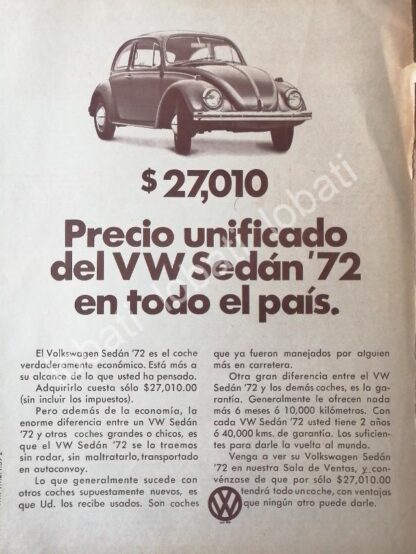 $27,010
Precio unificado
del VW Sedán '72
en todo el país.
El Volkswagen Sedán '72 es el coche
verdaderamente económico. Está más a
su alcance de lo que usted ha pensado.
Adquirirlo cuesta sólo $27,010.00
(sin incluir los impuestos).
Pero además de la economía, la
enorme diferencia entre un VW Sedán
'72 y otros coches grandes o chicos, es
que el VW Sedán '72 se lo traemos
sin rodar, sin maltratarlo, transportado
en autoconvoy.
Lo que generalmente sucede con
otros coches supuestamente nuevos, es
que Ud. los recibe usados. Son coches
que ya fueron manejados por alguien
más en carretera.
Otra gran diferencia entre el VW
Sedán '72 y los demás coches, es la ga-
rantía. Generalmente le ofrecen nada
más 6 meses ó 10,000 kilómetros. Con
cada VW Sedán '72 usted tiene 2 años
ó 40,000 kms. de garantía. Los suficien-
tes para darle la vuelta al mundo.
Venga a ver su Volkswagen Sedán
'72 en nuestra Sala de Ventas, y con-
vénzase de que por sólo $27,010.00
tendrá todo un coche, con ventajas
que ningún otro puede darle.
VW